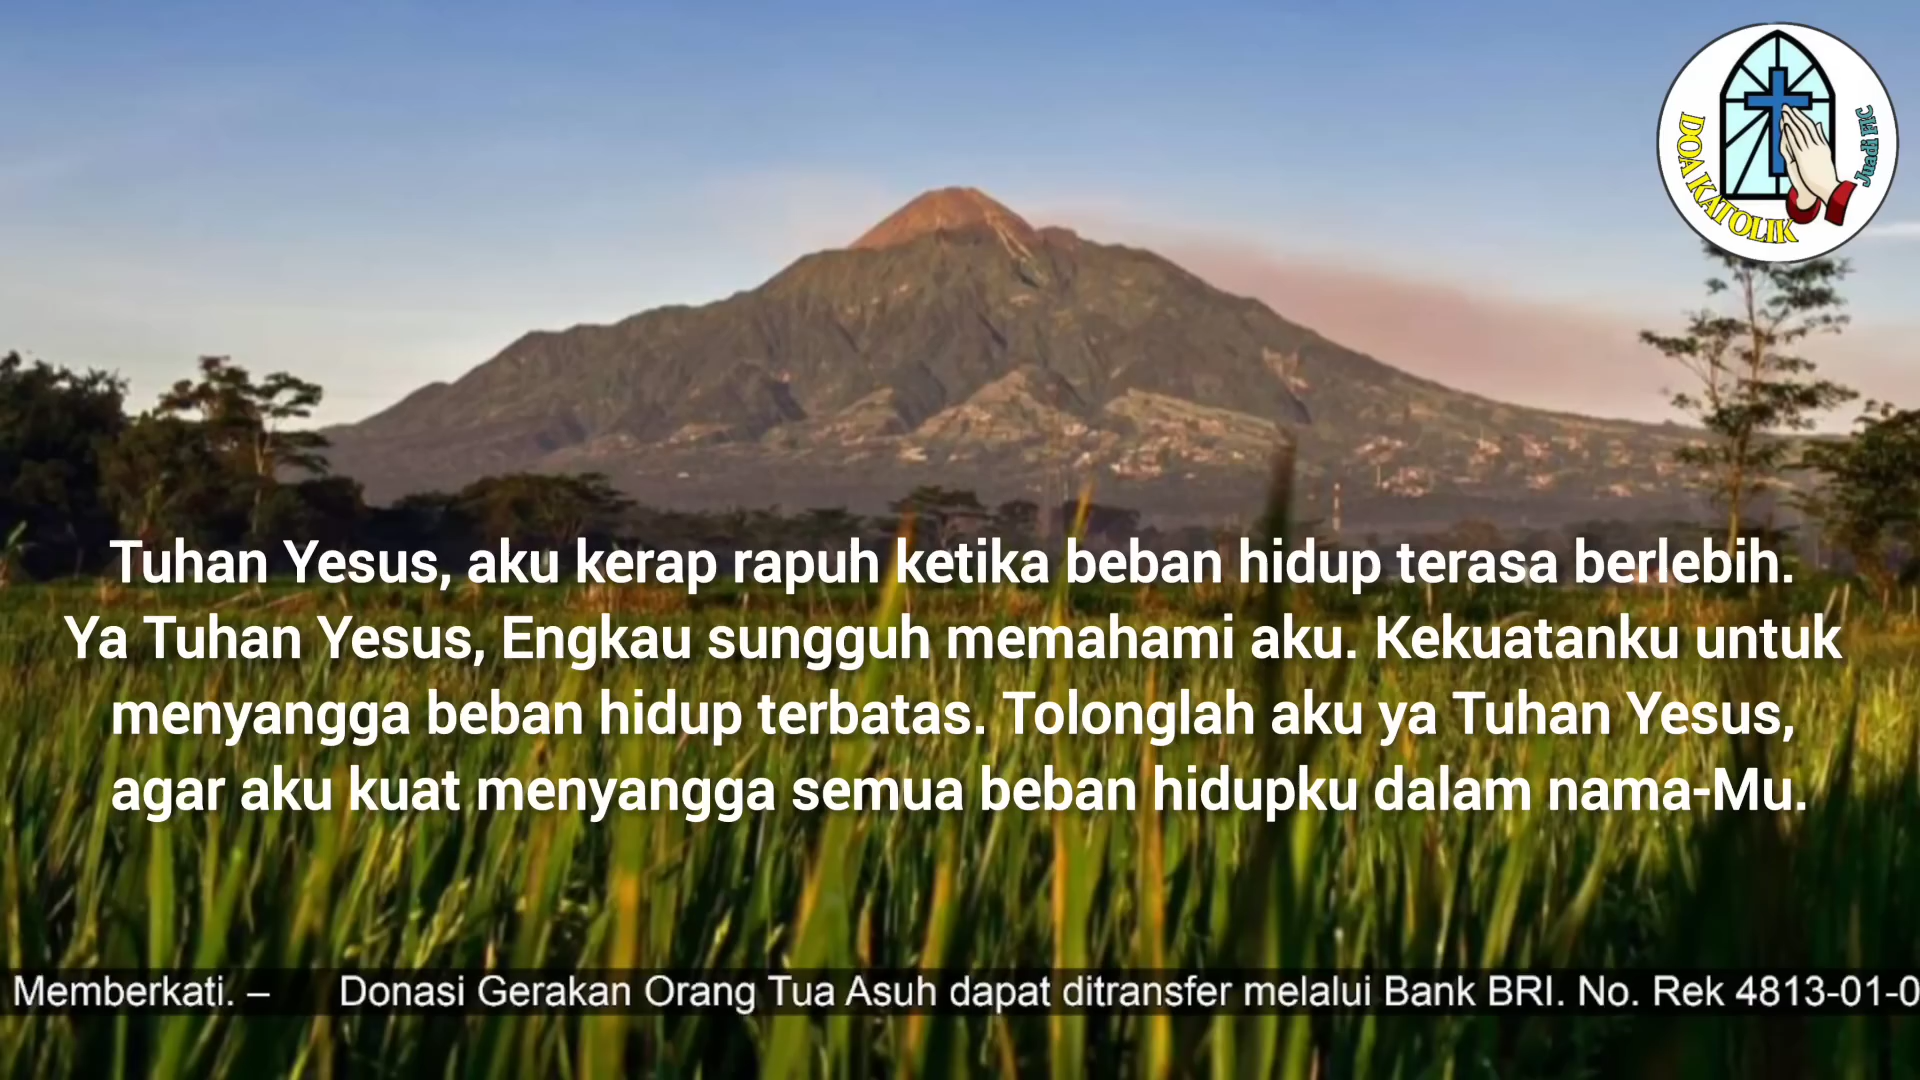 DOA KATOLIK
Juadi FIC
Tuhan Yesus, aku kerap rapuh ketika beban hidup terasa berlebih.
Ya Tuhan Yesus, Engkau sungguh memahami aku. Kekuatanku untuk
menyangga beban hidup terbatas. Tolonglah aku ya Tuhan Yesus,
agar aku kuat menyangga semua beban hidupku dalam nama-Mu.
Memberkati. – Donasi Gerakan Orang Tua Asuh dapat ditransfer melalui Bank BRI. No. Rek 4813-01-0